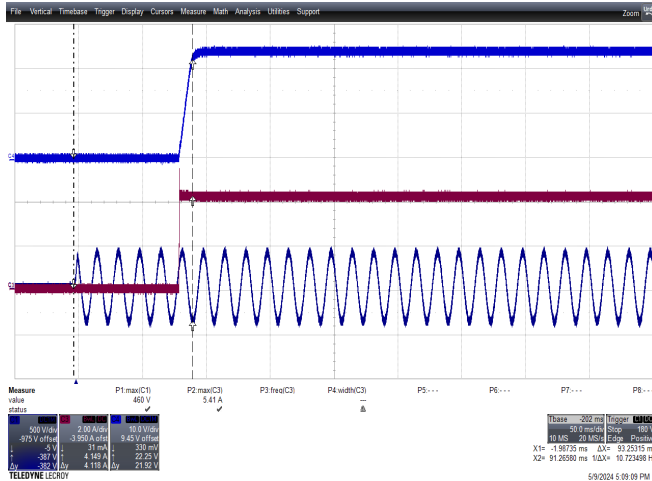 File Vertical Timebase Trigger Display Cursors Measure Math Analysis Utilities Support
Zoom
Measure P1:max(C1) P2:max(C3) P3:freq(C3) P4:width(C3) P5:--- P6:--- P7:--- P8:--
value 460 V 5.41 A
status
500 V/div 2.00 A/div 10.0 V/div
-975 V offset -3.950 A ofst 9.45 V offset
-5 V 31 mA 330 mV
-387 V 4.149 A 22.25 V
Δy -382 V Δy 4.118 A Δy 21.92 V
Tbase -202 ms Trigger
50.0 ms/div Stop 180 V
10 MS 20 MS/s Edge Positive
X1= -1.98735 ms ΔX= 93.25315 m
X2= 91.26580 ms 1/ΔX= 10.723498 H
TELEDYNE LECROY
5/9/2024 5:09:09 PM